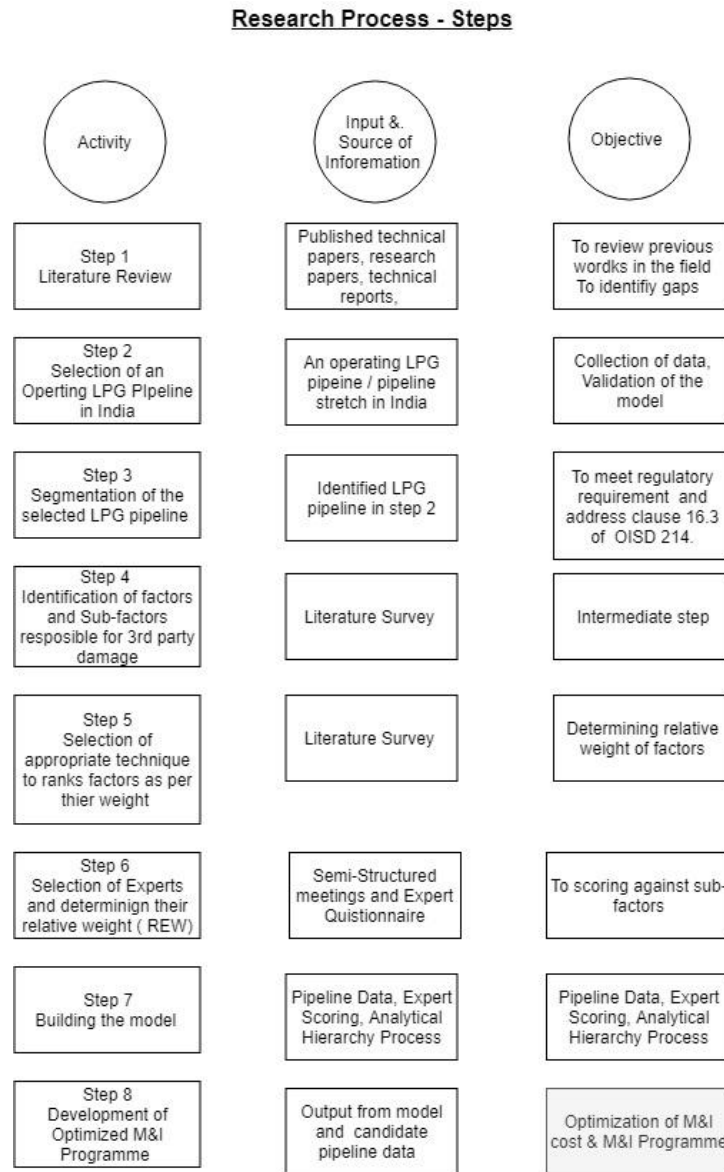 Research Process - Steps
Activity
Input &.
Source of
Inforemation
Objective
Step 1
Literature Review
Published technical
papers, research
papers, technical
reports,
To review previous
wordks in the field
To identifiy gaps
Step 2
Selection of an
Operting LPG PIpeline
in India
An operating LPG
pipeine / pipeline
stretch in India
Collection of data,
Validation of the
model
Step 3
Segmentation of the
selected LPG pipeline
Identified LPG
pipeline in step 2
To meet regulatory
requirement and
address clause 16.3
of OISD 214.
Step 4
Identification of factors
and Sub-factors
resposible for 3rd party
damage
Literature Survey
Intermediate step
Step 5
Selection of
appropriate technique
to ranks factors as per
thier weight
Literature Survey
Determining relative
weight of factors
Step 6
Selection of Experts
and determinign their
relative weight ( REW)
Semi-Structured
meetings and Expert
Quistionnaire
To scoring against sub-
factors
Step 7
Building the model
Pipeline Data, Expert
Scoring, Analytical
Hierarchy Process
Pipeline Data, Expert
Scoring, Analytical
Hierarchy Process
Step 8
Development of
Optimized M&I
Programme
Output from model
and candidate
pipeline data
Optimization of M&I
cost & M&I Programme